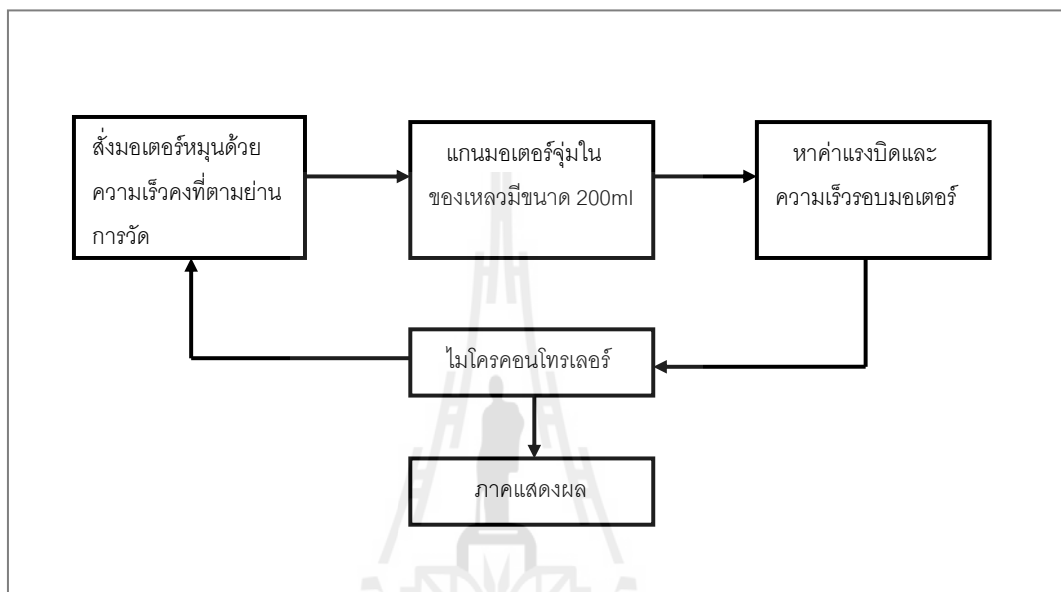 สั่งมอเตอร์หมุนด้วย
ความเร็วคงที่ตามย่าน
การวัด
แกนมอเตอร์จุ่มใน
ของเหลวมีขนาด 200ml
หาค่าแรงบิดและ
ความเร็วรอบมอเตอร์
ไมโครคอนโทรเลอร์
ภาคแสดงผล